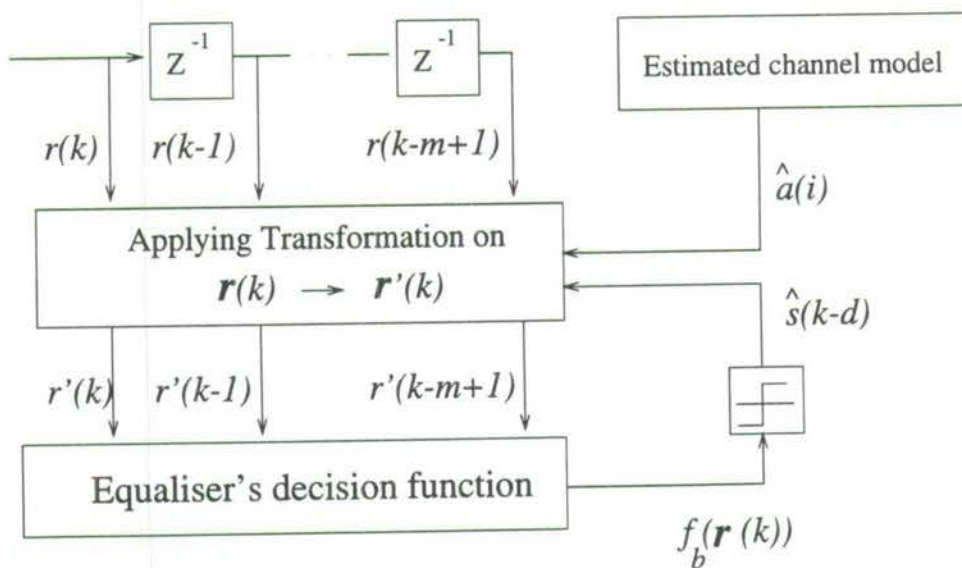 Z⁻¹
Z⁻¹
Estimated channel model
r(k)
r(k-1)
r(k-m+1)
â(i)
Applying Transformation on
r(k) → r'(k)
ŝ(k-d)
r'(k)
r'(k-1)
r'(k-m+1)
Equaliser's decision function
f_b(r (k))